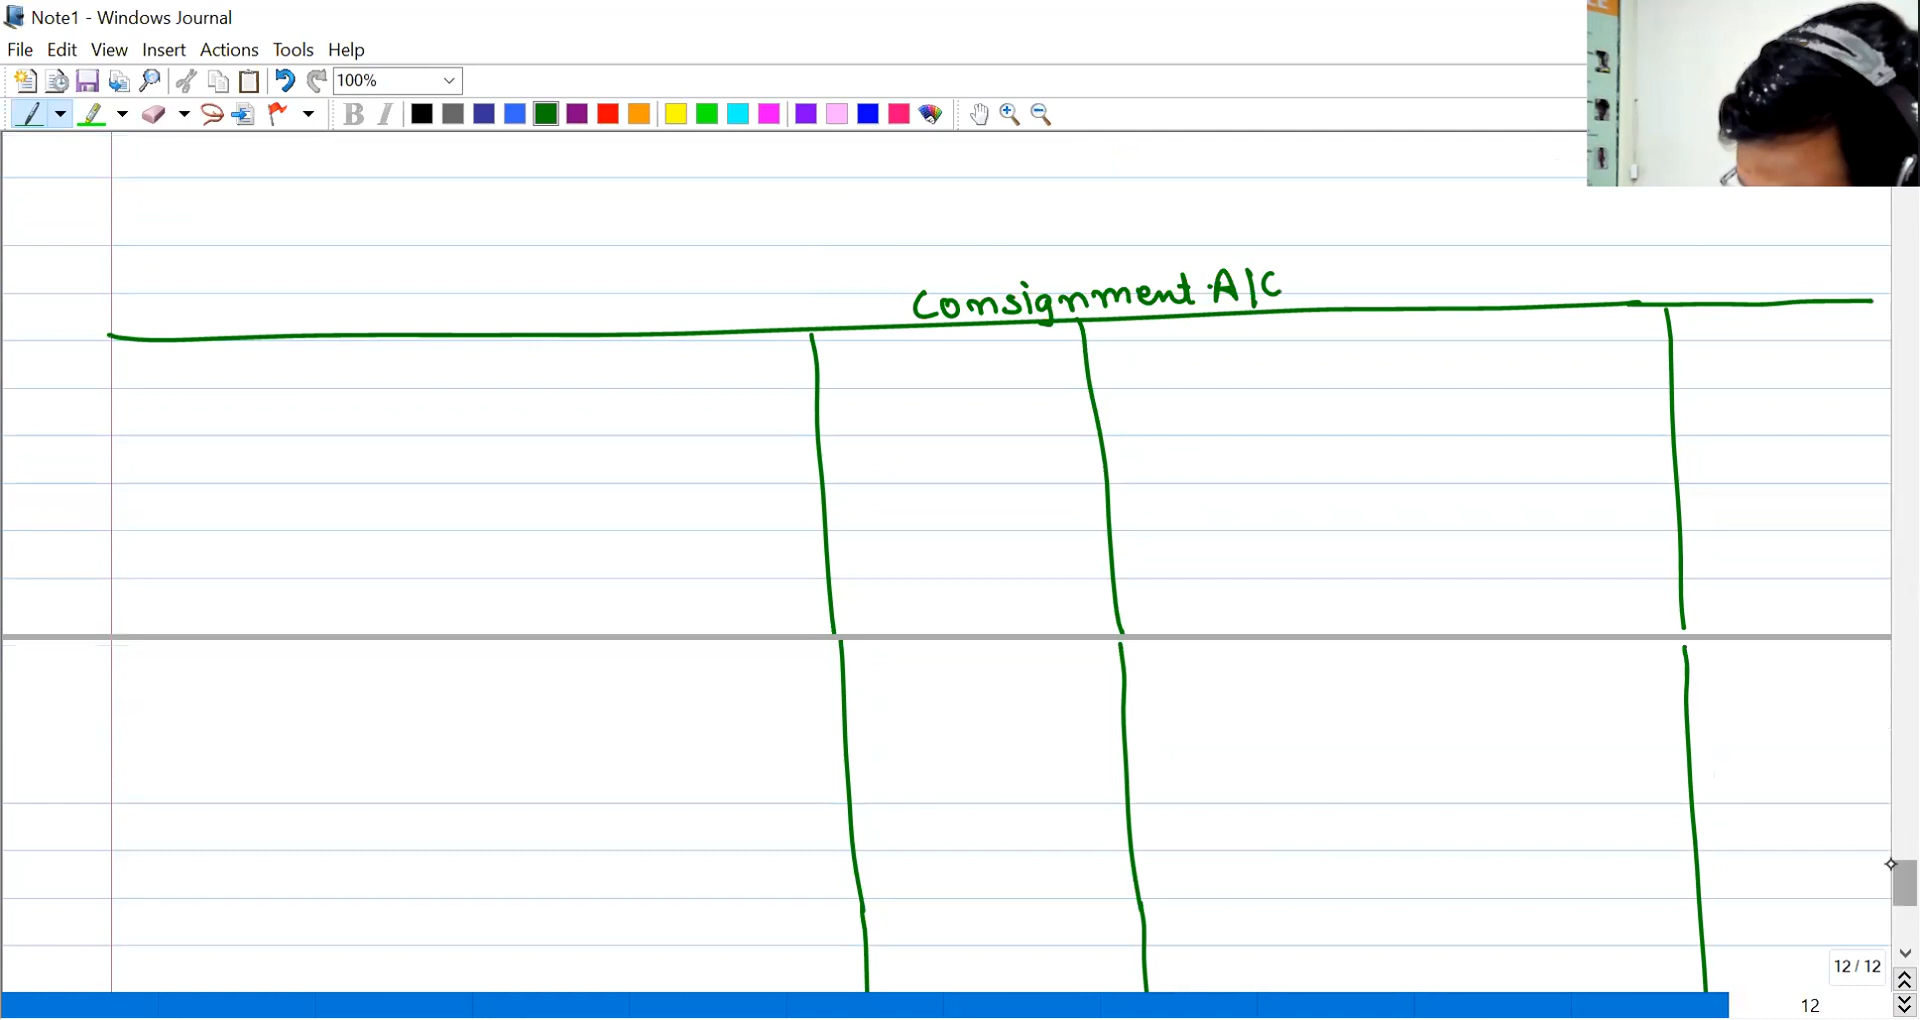 Note1 - Windows Journal
File Edit View Insert Actions Tools Help
100%
B I
Consignment A/C
12 / 12
12